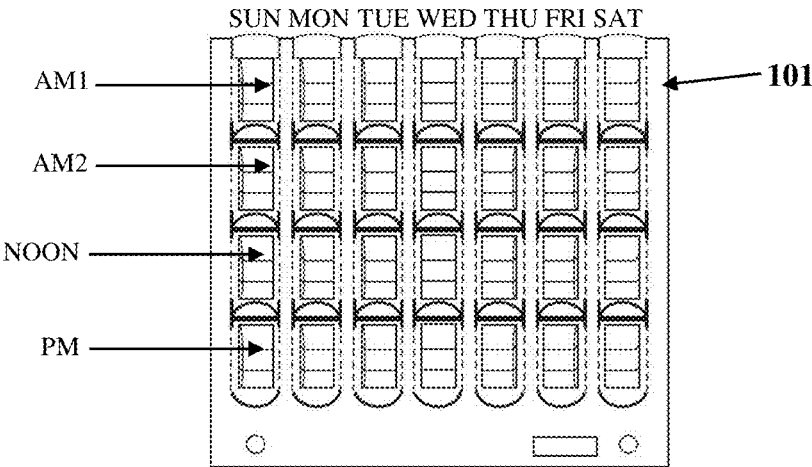 SUN MON TUE WED THU FRI SAT
AM1
101
AM2
NOON
PM